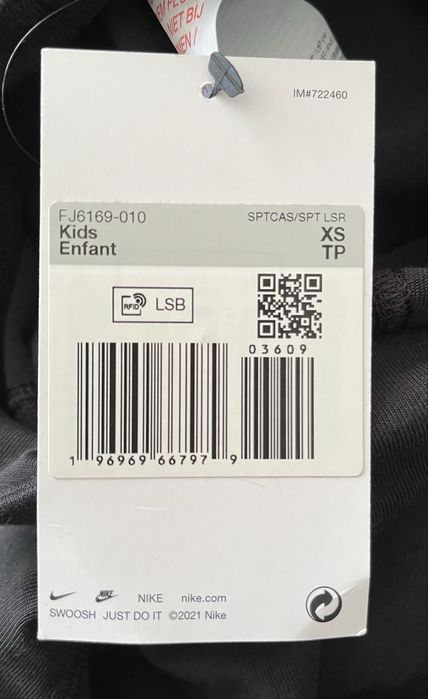 NIET BIJ
IM#722460
FJ6169-010
SPTCAS/SPT LSR
Kids
XS
Enfant
TP
RFID
LSB
03609
1 96969 66797 9
NIKE
NIKE
nike.com
SWOOSH JUST DO IT ©2021 Nike